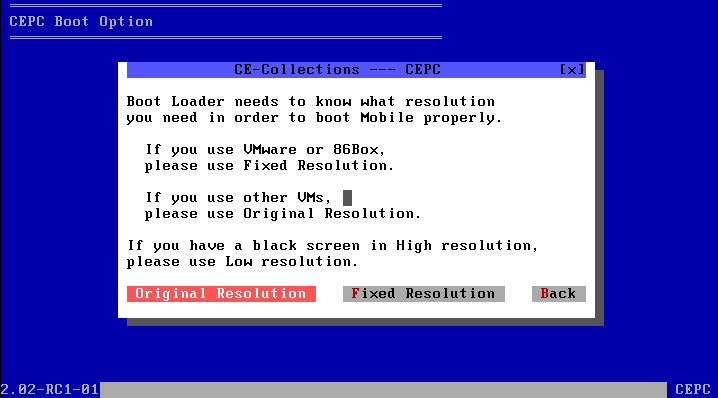 CEPC Boot Option
CE-Collections --- CEPC [x]
Boot Loader needs to know what resolution
you need in order to boot Mobile properly.
If you use VMware or 86Box,
please use Fixed Resolution.
If you use other VMs,
please use Original Resolution.
If you have a black screen in High resolution,
please use Low resolution.
Original Resolution Fixed Resolution Back
2.02-RC1-01 CEPC